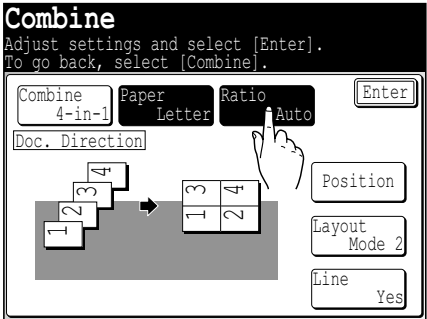 Combine
Adjust settings and select [Enter].
To go back, select [Combine].
Combine
4-in-1
Paper
Letter
Ratio
Auto
Enter
Doc. Direction
4
3
2
1
3 4
1 2
Position
Layout
Mode 2
Line
Yes